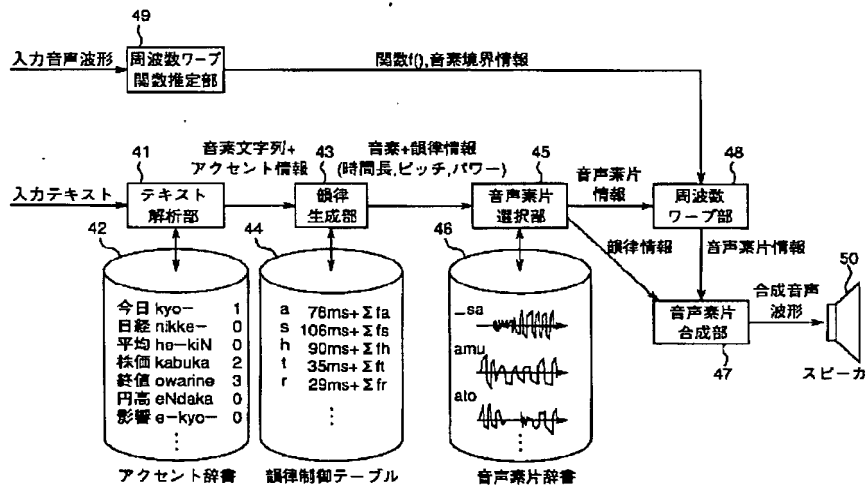 49
入力音声波形
周波数ワープ
関数推定部
関数f(),音素境界情報
音素文字列+
アクセント情報
音素+韻律情報
(時間長,ピッチ,パワー)
41
43
45
48
入力テキスト
テキスト
解析部
韻律
生成部
音声素片
選択部
音声素片
情報
周波数
ワープ部
42
44
46
韻律情報
音声素片情報
50
今日 kyo- 1
日経 nikke- 0
平均 he-kiN 0
株価 kabuka 2
終値 owarine 3
円高 eNdaka 0
影響 e-kyo- 0
a 76ms+Σfa
s 106ms+Σfs
h 90ms+Σfh
t 35ms+Σft
r 29ms+Σfr
_sa
amu
ato
音声素片
合成部
47
合成音声
波形
スピーカ
アクセント辞書
韻律制御テーブル
音声素片辞書